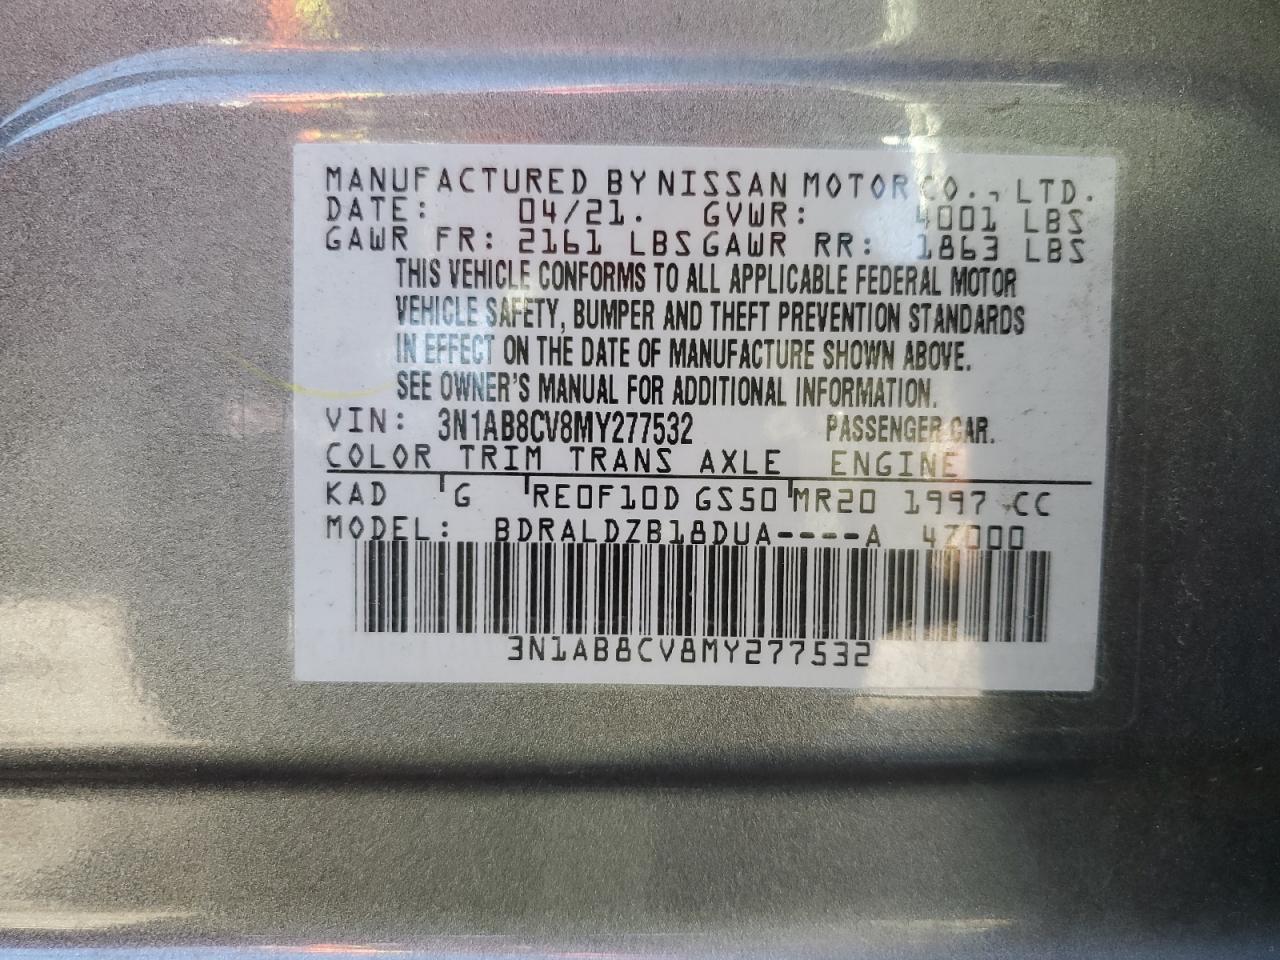 MANUFACTURED BY NISSAN MOTOR CO., LTD.
DATE: 04/21. GVWR: 4001 LBS
GAWR FR: 2161 LBS GAWR RR: 1863 LBS
THIS VEHICLE CONFORMS TO ALL APPLICABLE FEDERAL MOTOR
VEHICLE SAFETY, BUMPER AND THEFT PREVENTION STANDARDS
IN EFFECT ON THE DATE OF MANUFACTURE SHOWN ABOVE.
SEE OWNER'S MANUAL FOR ADDITIONAL INFORMATION.
VIN: 3N1AB8CV8MY277532 PASSENGER CAR.
COLOR TRIM TRANS AXLE ENGINE
KAD G RE0F10D GS50 MR20 1997 CC
MODEL: BDRALDZB18DUA----A 4Z000
3N1AB8CV8MY277532